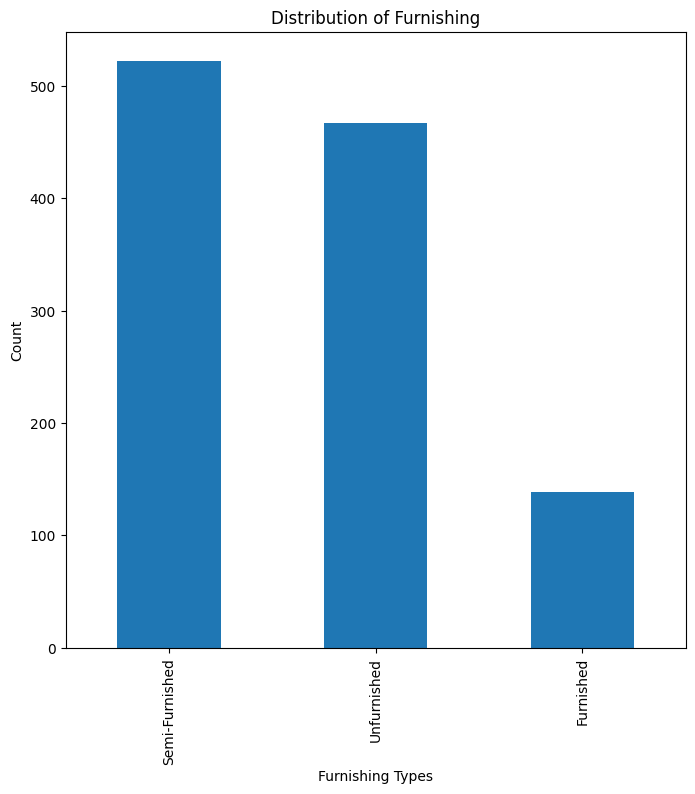 Distribution of Furnishing
500
400
300
200
100
0
Count
Semi-Furnished
Unfurnished
Furnished
Furnishing Types